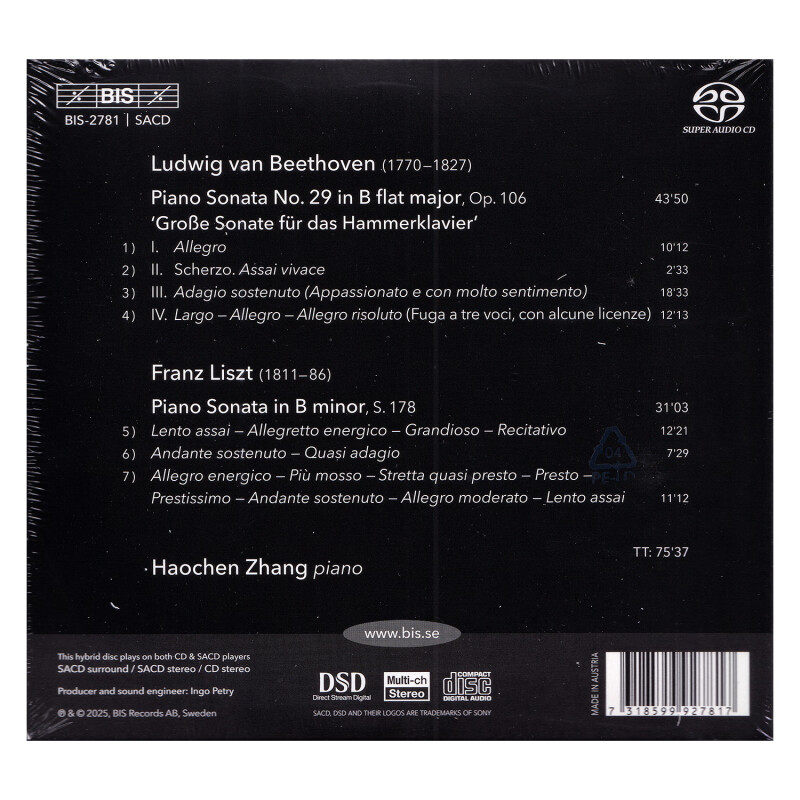 BIS
BIS-2781 | SACD
SUPER AUDIO CD
Ludwig van Beethoven (1770–1827)
Piano Sonata No. 29 in B flat major, Op. 106 43'50
‘Große Sonate für das Hammerklavier’
1) I. Allegro 10'12
2) II. Scherzo. Assai vivace 2'33
3) III. Adagio sostenuto (Appassionato e con molto sentimento) 18'33
4) IV. Largo – Allegro – Allegro risoluto (Fuga a tre voci, con alcune licenze) 12'13
Franz Liszt (1811–86)
Piano Sonata in B minor, S. 178 31'03
5) Lento assai – Allegretto energico – Grandioso – Recitativo 12'21
6) Andante sostenuto – Quasi adagio 7'29
7) Allegro energico – Più mosso – Stretta quasi presto – Presto –
Prestissimo – Andante sostenuto – Allegro moderato – Lento assai 11'12
04
PE-LD
TT: 75'37
Haochen Zhang piano
www.bis.se
This hybrid disc plays on both CD & SACD players
SACD surround / SACD stereo / CD stereo
Producer and sound engineer: Ingo Petry
℗ & © 2025, BIS Records AB, Sweden
DSD
Direct Stream Digital
Multi-ch
Stereo
COMPACT
disc
DIGITAL AUDIO
SACD, DSD AND THEIR LOGOS ARE TRADEMARKS OF SONY
MADE IN AUSTRIA
7 318599 927817